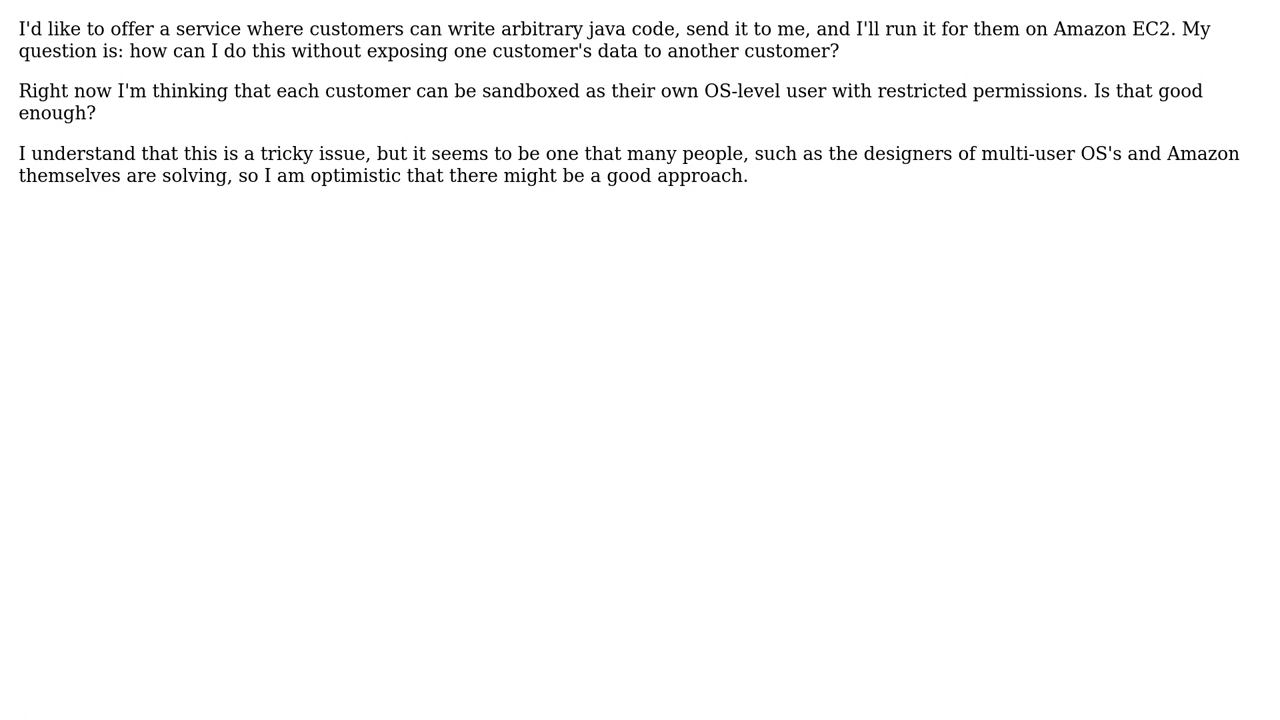 I'd like to offer a service where customers can write arbitrary java code, send it to me, and I'll run it for them on Amazon EC2. My
question is: how can I do this without exposing one customer's data to another customer?
Right now I'm thinking that each customer can be sandboxed as their own OS-level user with restricted permissions. Is that good
enough?
I understand that this is a tricky issue, but it seems to be one that many people, such as the designers of multi-user OS's and Amazon
themselves are solving, so I am optimistic that there might be a good approach.